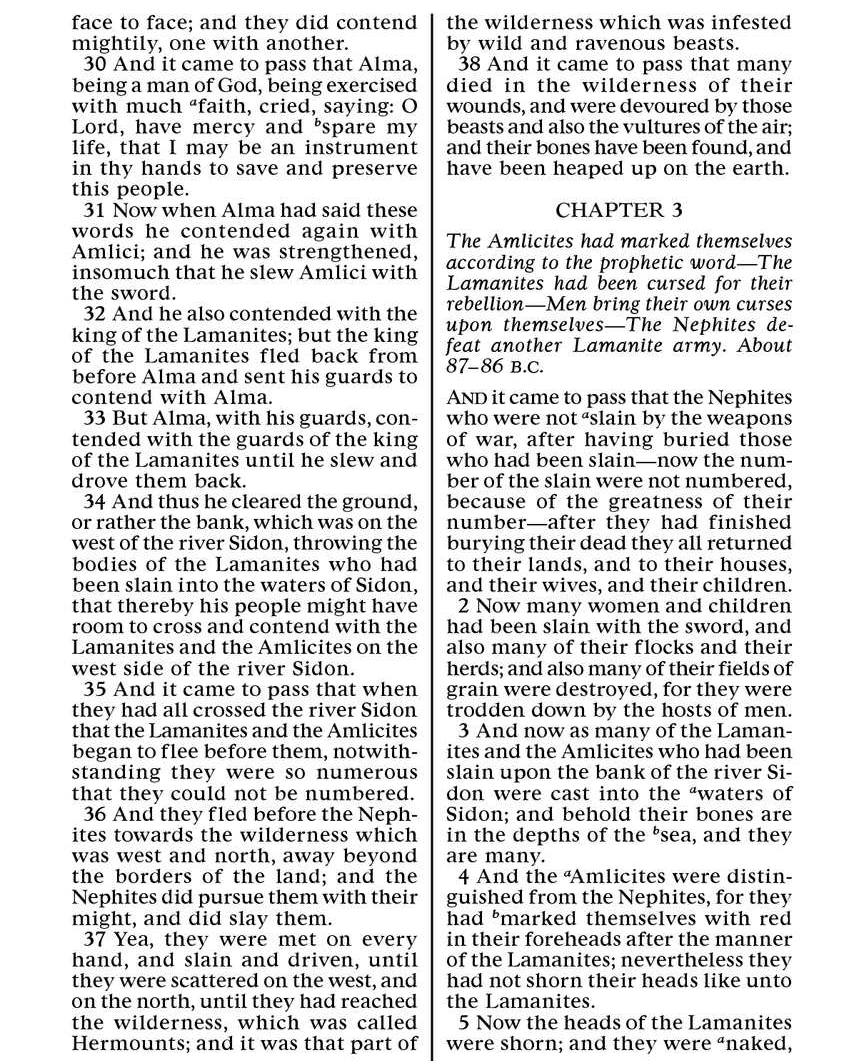 face to face; and they did contend
mightily, one with another.
30 And it came to pass that Alma,
being a man of God, being exercised
with much ᵃfaith, cried, saying: O
Lord, have mercy and ᵇspare my
life, that I may be an instrument
in thy hands to save and preserve
this people.
31 Now when Alma had said these
words he contended again with
Amlici; and he was strengthened,
insomuch that he slew Amlici with
the sword.
32 And he also contended with the
king of the Lamanites; but the king
of the Lamanites fled back from
before Alma and sent his guards to
contend with Alma.
33 But Alma, with his guards, con-
tended with the guards of the king
of the Lamanites until he slew and
drove them back.
34 And thus he cleared the ground,
or rather the bank, which was on the
west of the river Sidon, throwing the
bodies of the Lamanites who had
been slain into the waters of Sidon,
that thereby his people might have
room to cross and contend with the
Lamanites and the Amlicites on the
west side of the river Sidon.
35 And it came to pass that when
they had all crossed the river Sidon
that the Lamanites and the Amlicites
began to flee before them, notwith-
standing they were so numerous
that they could not be numbered.
36 And they fled before the Neph-
ites towards the wilderness which
was west and north, away beyond
the borders of the land; and the
Nephites did pursue them with their
might, and did slay them.
37 Yea, they were met on every
hand, and slain and driven, until
they were scattered on the west, and
on the north, until they had reached
the wilderness, which was called
Hermounts; and it was that part of
the wilderness which was infested
by wild and ravenous beasts.
38 And it came to pass that many
died in the wilderness of their
wounds, and were devoured by those
beasts and also the vultures of the air;
and their bones have been found, and
have been heaped up on the earth.
CHAPTER 3
The Amlicites had marked themselves
according to the prophetic word—The
Lamanites had been cursed for their
rebellion—Men bring their own curses
upon themselves—The Nephites de-
feat another Lamanite army. About
87–86 B.C.
AND it came to pass that the Nephites
who were not ᵃslain by the weapons
of war, after having buried those
who had been slain—now the num-
ber of the slain were not numbered,
because of the greatness of their
number—after they had finished
burying their dead they all returned
to their lands, and to their houses,
and their wives, and their children.
2 Now many women and children
had been slain with the sword, and
also many of their flocks and their
herds; and also many of their fields of
grain were destroyed, for they were
trodden down by the hosts of men.
3 And now as many of the Laman-
ites and the Amlicites who had been
slain upon the bank of the river Si-
don were cast into the ᵃwaters of
Sidon; and behold their bones are
in the depths of the ᵇsea, and they
are many.
4 And the ᵃAmlicites were distin-
guished from the Nephites, for they
had ᵇmarked themselves with red
in their foreheads after the manner
of the Lamanites; nevertheless they
had not shorn their heads like unto
the Lamanites.
5 Now the heads of the Lamanites
were shorn; and they were ᵃnaked,